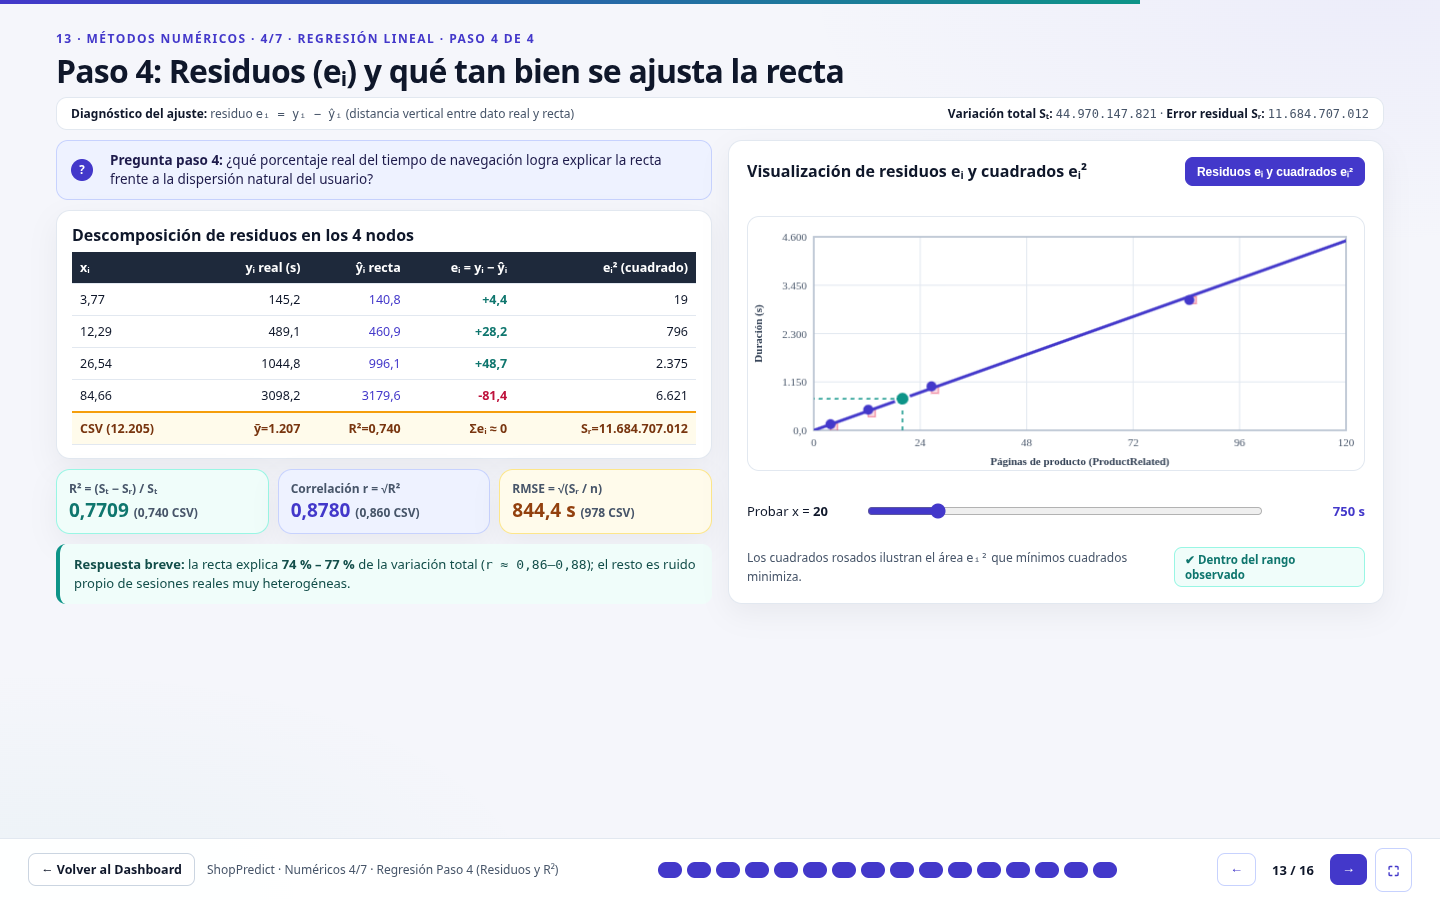 13 · MÉTODOS NUMÉRICOS · 4/7 · REGRESIÓN LINEAL · PASO 4 DE 4
Paso 4: Residuos (eᵢ) y qué tan bien se ajusta la recta
Diagnóstico del ajuste: residuo eᵢ = yᵢ − ŷᵢ (distancia vertical entre dato real y recta)
Variación total Sₜ: 44.970.147.821 · Error residual Sᵣ: 11.684.707.012
?
Pregunta paso 4: ¿qué porcentaje real del tiempo de navegación logra explicar la recta
frente a la dispersión natural del usuario?
Descomposición de residuos en los 4 nodos
xᵢ yᵢ real (s) ŷᵢ recta eᵢ = yᵢ − ŷᵢ eᵢ² (cuadrado)
3,77 145,2 140,8 +4,4 19
12,29 489,1 460,9 +28,2 796
26,54 1044,8 996,1 +48,7 2.375
84,66 3098,2 3179,6 -81,4 6.621
CSV (12.205) ȳ=1.207 R²=0,740 Σeᵢ ≈ 0 Sᵣ=11.684.707.012
R² = (Sₜ − Sᵣ) / Sₜ
0,7709 (0,740 CSV)
Correlación r = √R²
0,8780 (0,860 CSV)
RMSE = √(Sᵣ / n)
844,4 s (978 CSV)
Respuesta breve: la recta explica 74 % – 77 % de la variación total (r ≈ 0,86–0,88); el resto es ruido
propio de sesiones reales muy heterogéneas.
Visualización de residuos eᵢ y cuadrados eᵢ²
Residuos eᵢ y cuadrados eᵢ²
4.600
3.450
2.300
1.150
0,0
Duración (s)
0 24 48 72 96 120
Páginas de producto (ProductRelated)
Probar x = 20
750 s
Los cuadrados rosados ilustran el área eᵢ² que mínimos cuadrados
minimiza.
✔ Dentro del rango
observado
← Volver al Dashboard
ShopPredict · Numéricos 4/7 · Regresión Paso 4 (Residuos y R²)
← 13 / 16 →